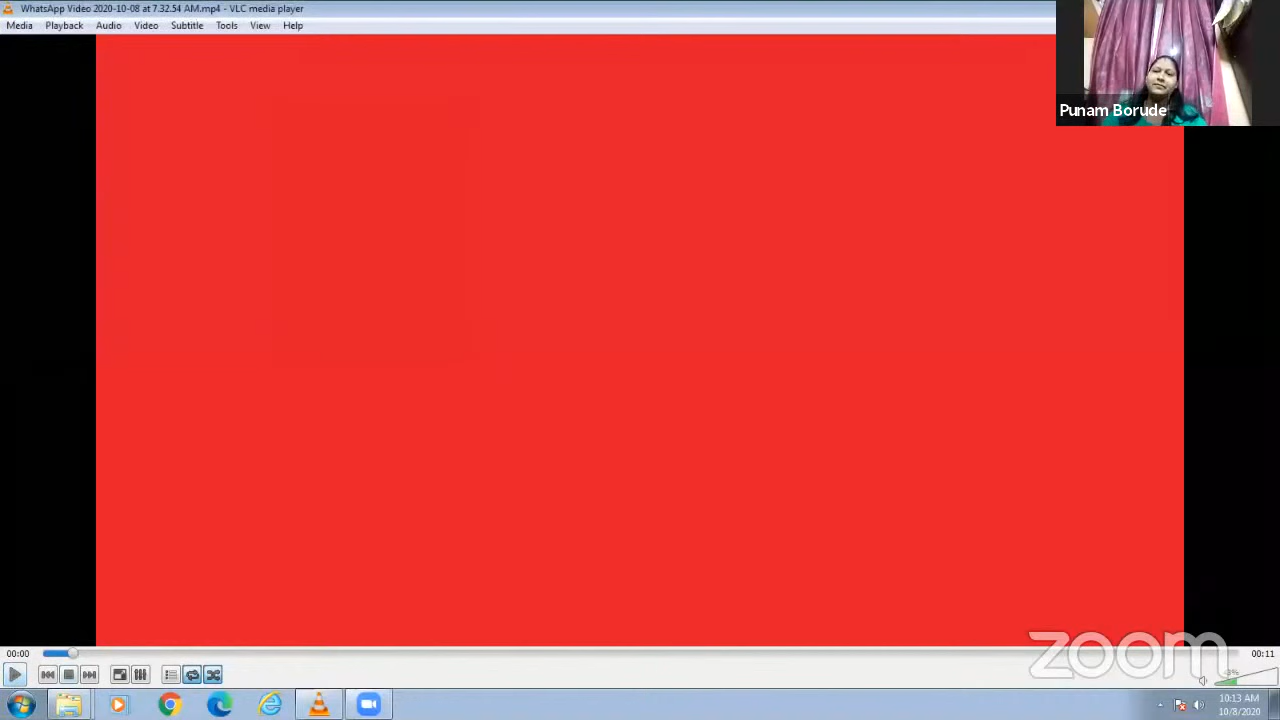 WhatsApp Video 2020-10-08 at 7.32.54 AM.mp4 - VLC media player
Media Playback Audio Video Subtitle Tools View Help
Punam Borude
00:00
00:11
zoom
10:13 AM
10/8/2020